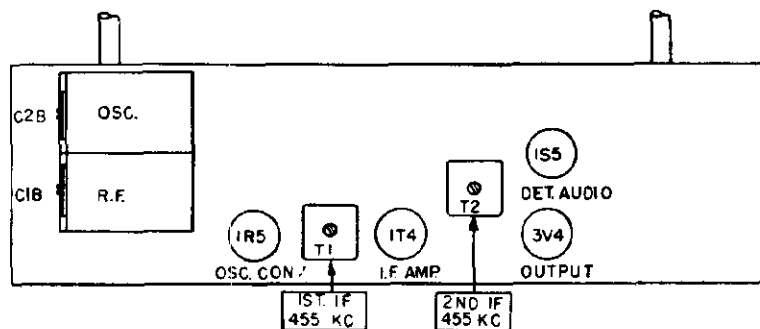 C2B
OSC.
C1B
R.F.
1R5
OSC. CONV
T1
1T4
I.F. AMP.
T2
1S5
DET. AUDIO
3V4
OUTPUT
1ST. IF
455 KC
2ND IF
455 KC